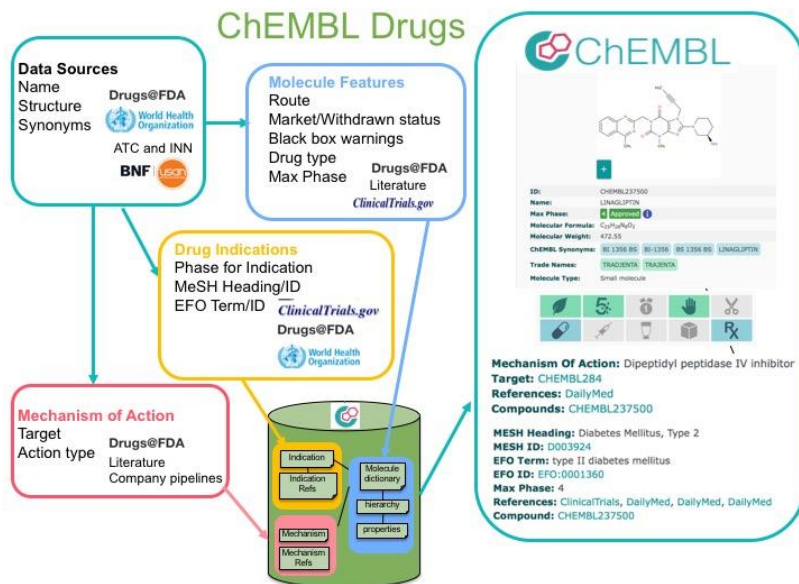 ChEMBL Drugs
Data Sources
Name
Structure
Synonyms
Drugs@FDA
World Health
Organization
ATC and INN
BNF
usan
Molecule Features
Route
Market/Withdrawn status
Black box warnings
Drug type
Max Phase
Drugs@FDA
Literature
ClinicalTrials.gov
Drug Indications
Phase for Indication
MeSH Heading/ID
EFO Term/ID
ClinicalTrials.gov
Drugs@FDA
World Health
Organization
Mechanism of Action
Target
Action type
Drugs@FDA
Literature
Company pipelines
Indication
Indication
Refs
Mechanism
Mechanism
Refs
Molecule
dictionary
hierarchy
properties
ChEMBL
+
ID: CHEMBL237500
Name: LINAGLIPTIN
Max Phase: 4 Approved i
Molecular Formula: C25H28N8O2
Molecular Weight: 472.55
ChEMBL Synonyms: BI 1356 BS BI-1356 BS 1356 BS LINAGLIPTIN
Trade Names: TRADJENTA TRAJENTA
Molecule Type: Small molecule
5
Rx
Mechanism Of Action: Dipeptidyl peptidase IV inhibitor
Target: CHEMBL284
References: DailyMed
Compounds: CHEMBL237500
MESH Heading: Diabetes Mellitus, Type 2
MESH ID: D003924
EFO Term: type II diabetes mellitus
EFO ID: EFO:0001360
Max Phase: 4
References: ClinicalTrials, DailyMed, DailyMed, DailyMed
Compound: CHEMBL237500